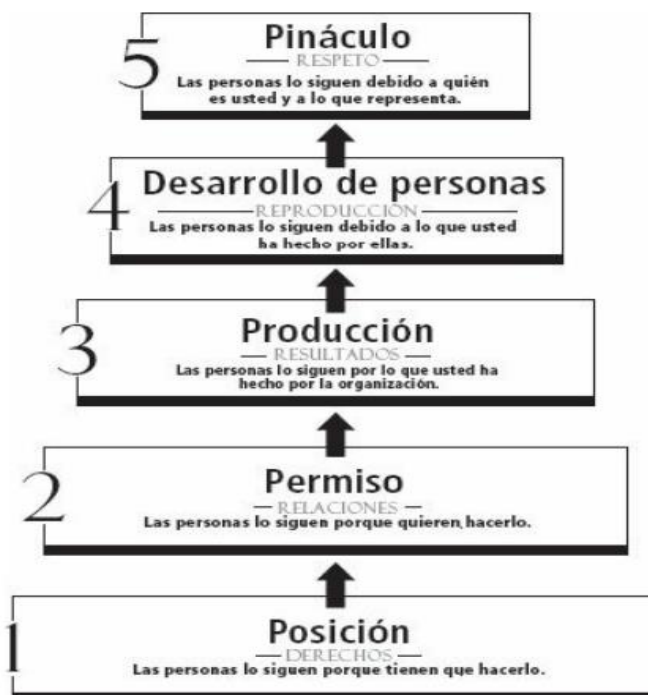 5
Pináculo
RESPETO
Las personas lo siguen debido a quién
es usted y a lo que representa.
4
Desarrollo de personas
REPRODUCCIÓN
Las personas lo siguen debido a lo que usted
ha hecho por ellas.
3
Producción
RESULTADOS
Las personas lo siguen por lo que usted ha
hecho por la organización.
2
Permiso
RELACIONES
Las personas lo siguen porque quieren hacerlo.
1
Posición
DERECHOS
Las personas lo siguen porque tienen que hacerlo.